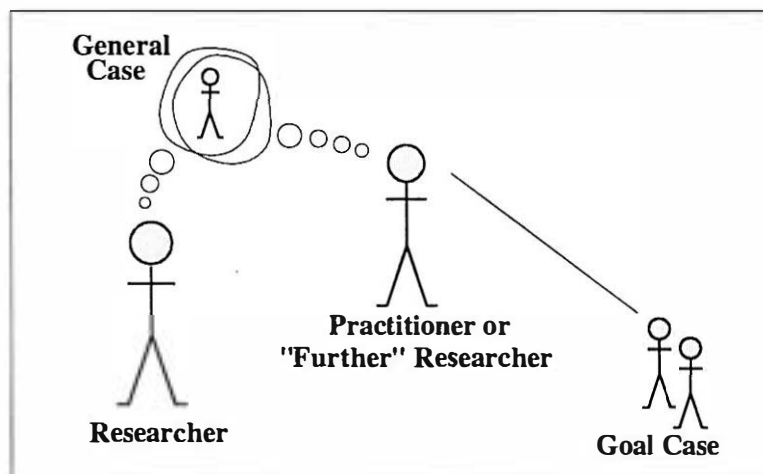 General
Case
Practitioner or
"Further" Researcher
Researcher
Goal Case